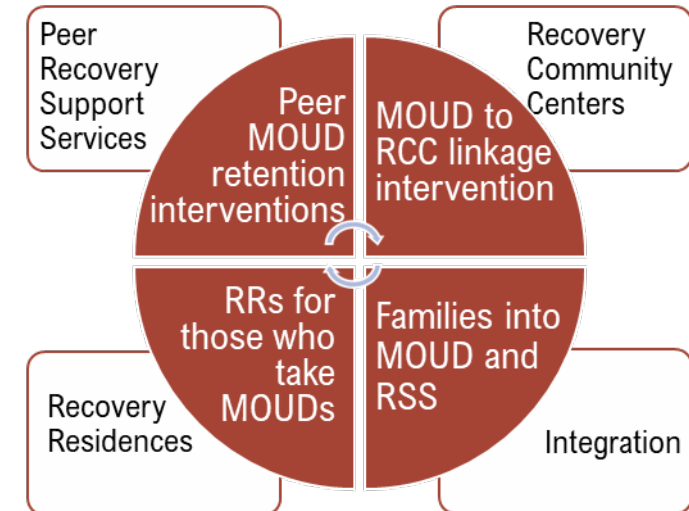 Peer
Recovery
Support
Services
Peer
MOUD
retention
interventions
Recovery
Community
Centers
MOUD to
RCC linkage
intervention
Recovery
Residences
RRs for
those who
take
MOUDs
Families into
MOUD and
RSS
Integration